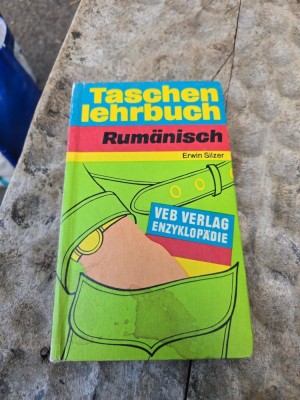 Taschen
lehrbuch
Rumänisch
Erwin Silzer
VEB VERLAG
ENZYKLOPÄDIE